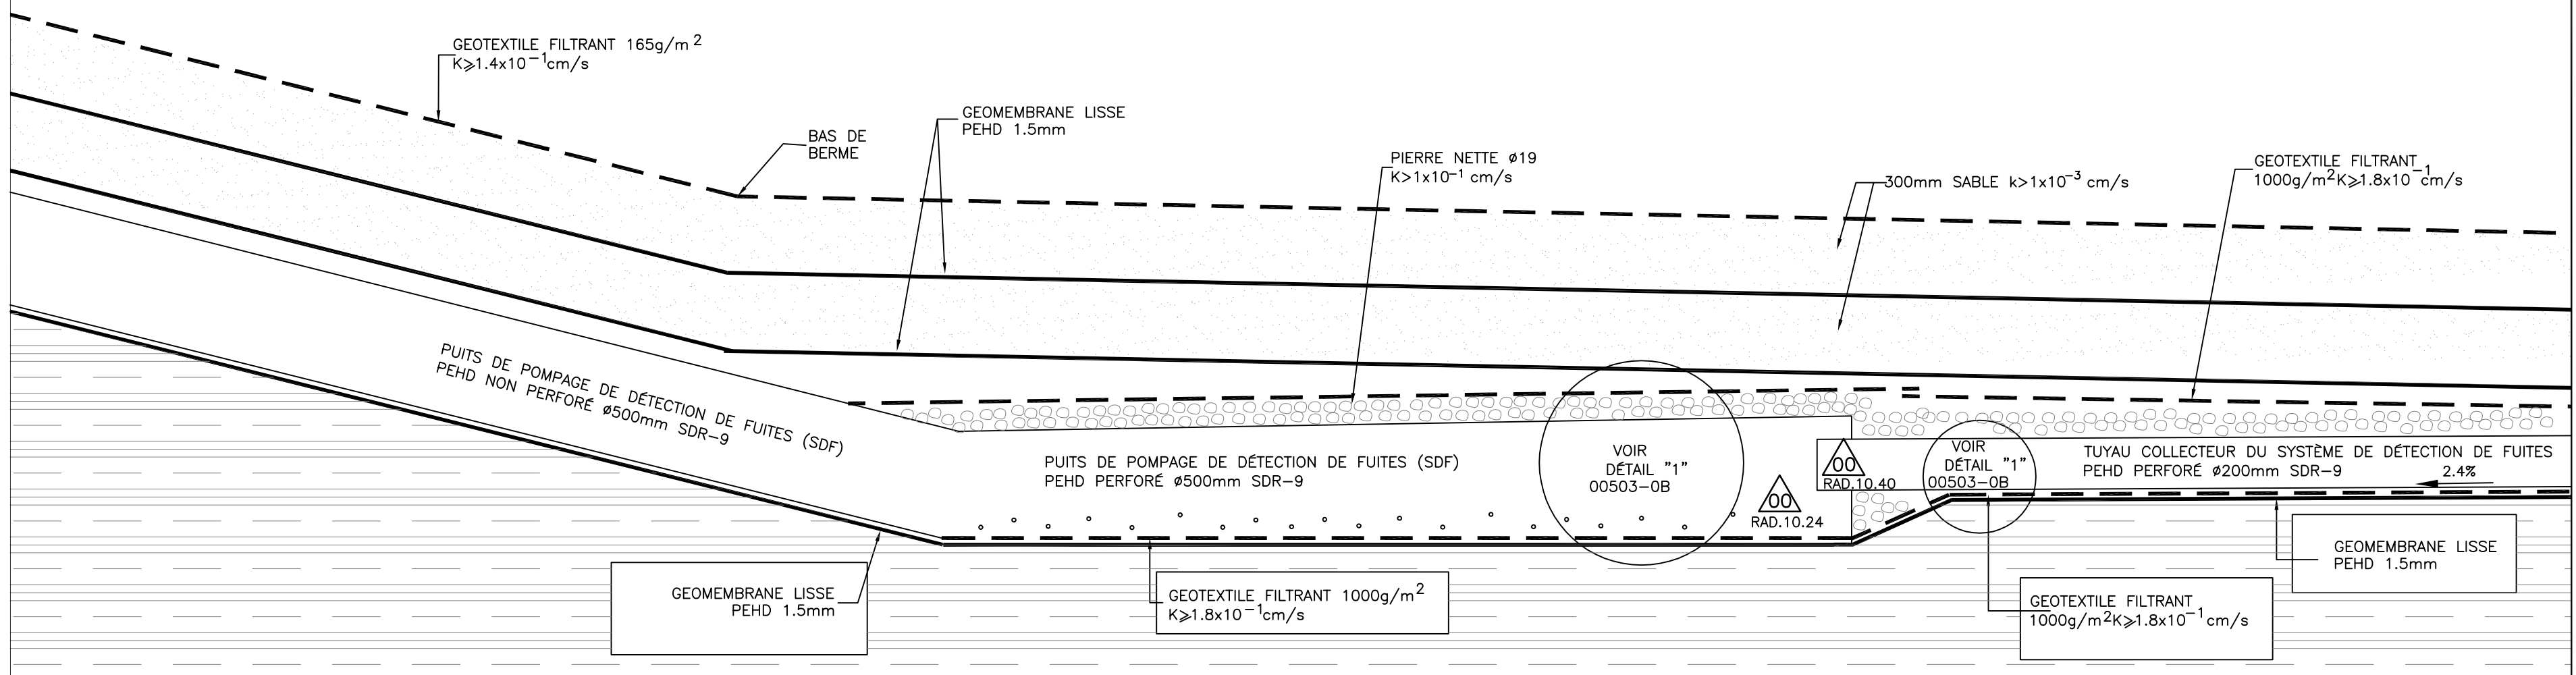 GEOTEXTILE FILTRANT 165g/m²
K⩾1.4x10⁻¹cm/s
GEOMEMBRANE LISSE
PEHD 1.5mm
BAS DE
BERME
PIERRE NETTE ø19
K>1x10⁻¹ cm/s
300mm SABLE k>1x10⁻³ cm/s
GEOTEXTILE FILTRANT
1000g/m²K⩾1.8x10⁻¹cm/s
PUITS DE POMPAGE DE DÉTECTION DE FUITES (SDF)
PEHD NON PERFORÉ ø500mm SDR-9
PUITS DE POMPAGE DE DÉTECTION DE FUITES (SDF)
PEHD PERFORÉ ø500mm SDR-9
VOIR
DÉTAIL "1"
00503-0B
00
RAD.10.24
00
RAD.10.40
VOIR
DÉTAIL "1"
00503-0B
TUYAU COLLECTEUR DU SYSTÈME DE DÉTECTION DE FUITES
PEHD PERFORÉ ø200mm SDR-9
2.4%
GEOMEMBRANE LISSE
PEHD 1.5mm
GEOTEXTILE FILTRANT 1000g/m²
K⩾1.8x10⁻¹cm/s
GEOTEXTILE FILTRANT
1000g/m²K⩾1.8x10⁻¹cm/s
GEOMEMBRANE LISSE
PEHD 1.5mm